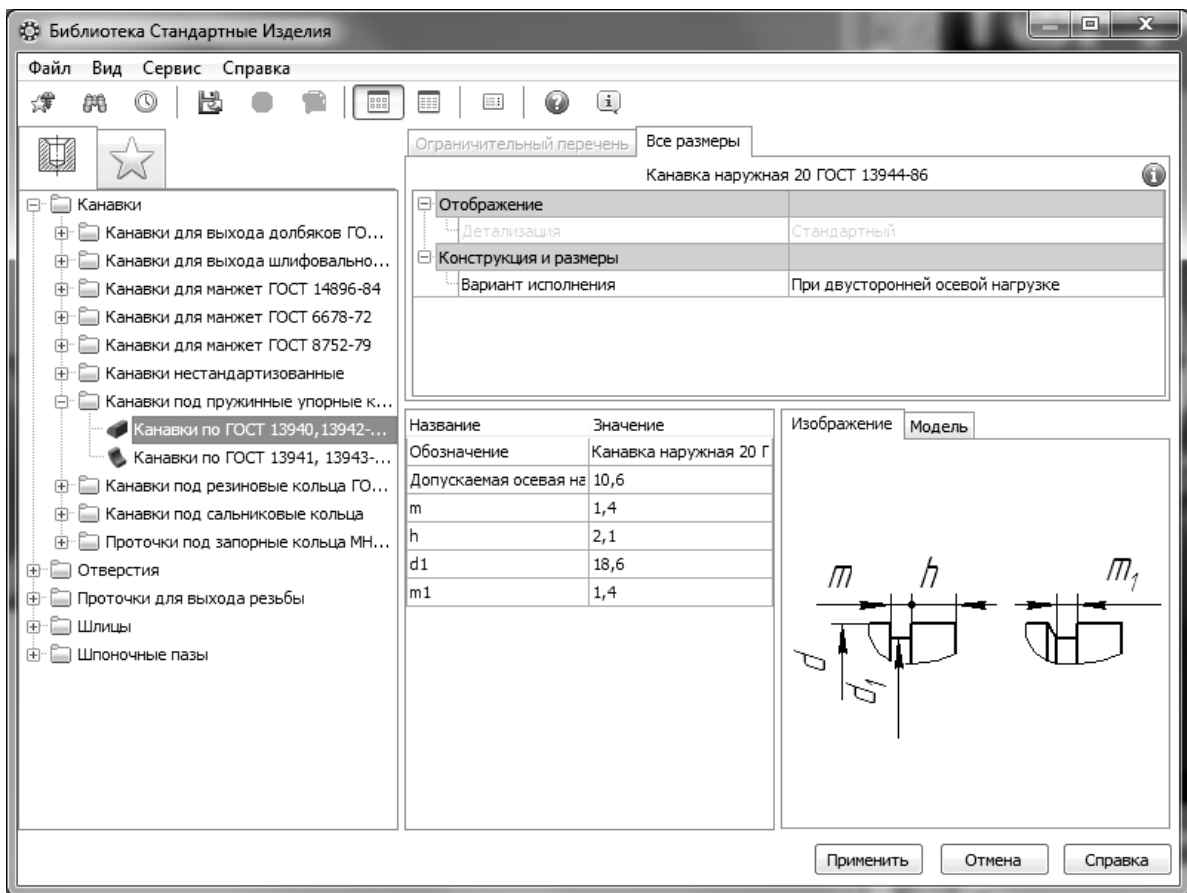 Библиотека Стандартные Изделия
Файл Вид Сервис Справка
Канавки
Канавки для выхода долбяков ГО...
Канавки для выхода шлифовально...
Канавки для манжет ГОСТ 14896-84
Канавки для манжет ГОСТ 6678-72
Канавки для манжет ГОСТ 8752-79
Канавки нестандартизованные
Канавки под пружинные упорные к...
Канавки по ГОСТ 13940,13942-...
Канавки по ГОСТ 13941, 13943-...
Канавки под резиновые кольца ГО...
Канавки под сальниковые кольца
Проточки под запорные кольца МН...
Отверстия
Проточки для выхода резьбы
Шлицы
Шпоночные пазы
Ограничительный перечень Все размеры
Канавка наружная 20 ГОСТ 13944-86
Отображение
Детализация Стандартный
Конструкция и размеры
Вариант исполнения При двусторонней осевой нагрузке
Название Значение
Обозначение Канавка наружная 20 Г
Допускаемая осевая на 10,6
m 1,4
h 2,1
d1 18,6
m1 1,4
Изображение Модель
m h m1
d d1
Применить Отмена Справка